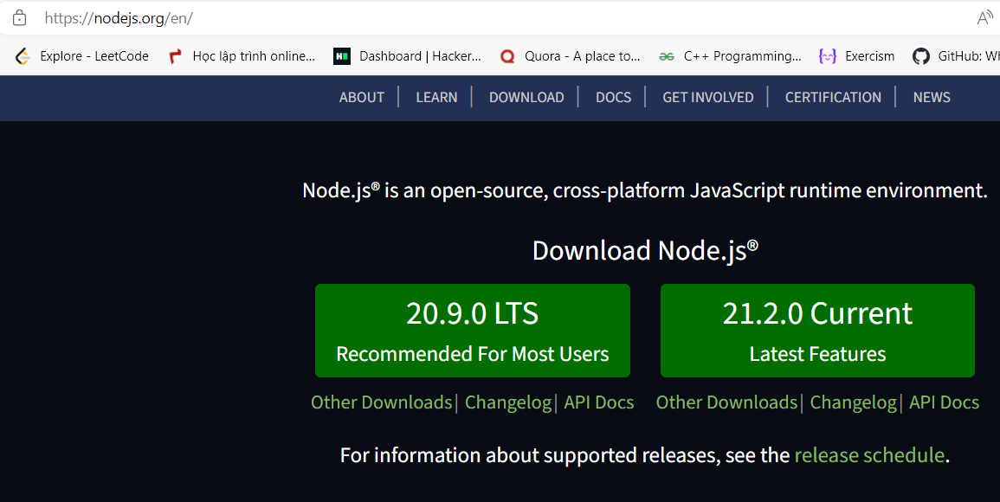 https://nodejs.org/en/
Explore - LeetCode Học lập trình online... Dashboard | Hacker... Quora - A place to... C++ Programming... Exercism GitHub: Wh
ABOUT | LEARN | DOWNLOAD | DOCS | GET INVOLVED | CERTIFICATION | NEWS
Node.js® is an open-source, cross-platform JavaScript runtime environment.
Download Node.js®
20.9.0 LTS 21.2.0 Current
Recommended For Most Users Latest Features
Other Downloads | Changelog | API Docs Other Downloads | Changelog | API Docs
For information about supported releases, see the release schedule.